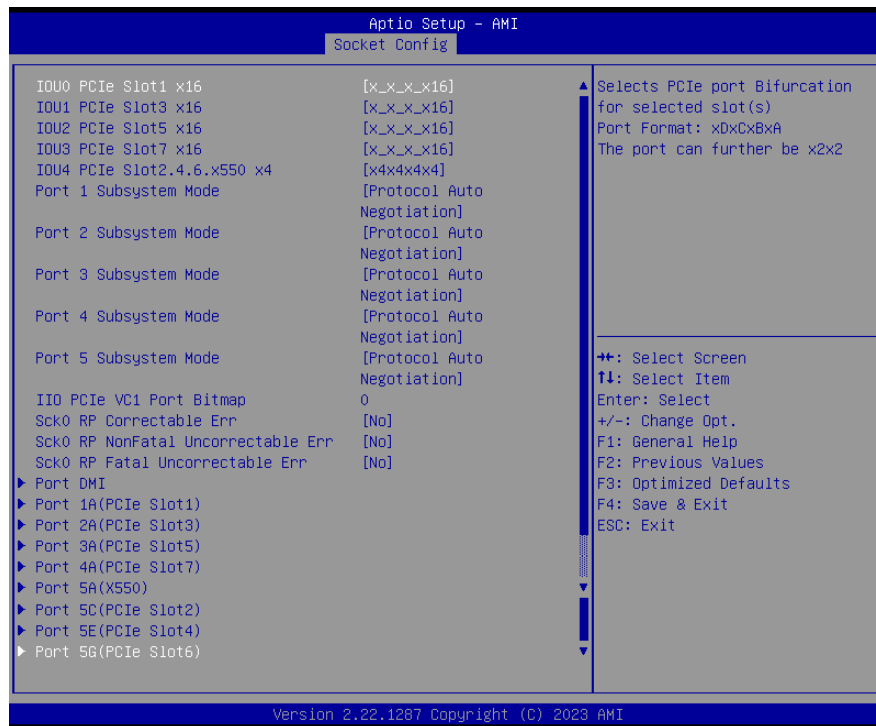 Aptio Setup – AMI
Socket Config
IOU0 PCIe Slot1 x16 [x_x_x_x16]
IOU1 PCIe Slot3 x16 [x_x_x_x16]
IOU2 PCIe Slot5 x16 [x_x_x_x16]
IOU3 PCIe Slot7 x16 [x_x_x_x16]
IOU4 PCIe Slot2.4.6.x550 x4 [x4x4x4x4]
Port 1 Subsystem Mode [Protocol Auto
Negotiation]
Port 2 Subsystem Mode [Protocol Auto
Negotiation]
Port 3 Subsystem Mode [Protocol Auto
Negotiation]
Port 4 Subsystem Mode [Protocol Auto
Negotiation]
Port 5 Subsystem Mode [Protocol Auto
Negotiation]
IIO PCIe VC1 Port Bitmap 0
Sck0 RP Correctable Err [No]
Sck0 RP NonFatal Uncorrectable Err [No]
Sck0 RP Fatal Uncorrectable Err [No]
Port DMI
Port 1A(PCIe Slot1)
Port 2A(PCIe Slot3)
Port 3A(PCIe Slot5)
Port 4A(PCIe Slot7)
Port 5A(X550)
Port 5C(PCIe Slot2)
Port 5E(PCIe Slot4)
Port 5G(PCIe Slot6)
Selects PCIe port Bifurcation
for selected slot(s)
Port Format: xDxCxBxA
The port can further be x2x2
→←: Select Screen
↑↓: Select Item
Enter: Select
+/-: Change Opt.
F1: General Help
F2: Previous Values
F3: Optimized Defaults
F4: Save & Exit
ESC: Exit
Version 2.22.1287 Copyright (C) 2023 AMI